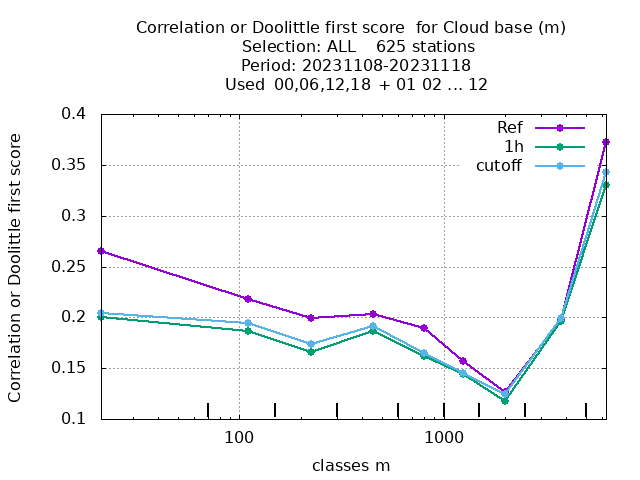 Correlation or Doolittle first score  for Cloud base (m)
Selection: ALL    625 stations
Period: 20231108-20231118
Used  00,06,12,18 + 01 02 ... 12
Correlation or Doolittle first score
0.4
0.35
0.3
0.25
0.2
0.15
0.1
Ref
1h
cutoff
100
1000
classes m